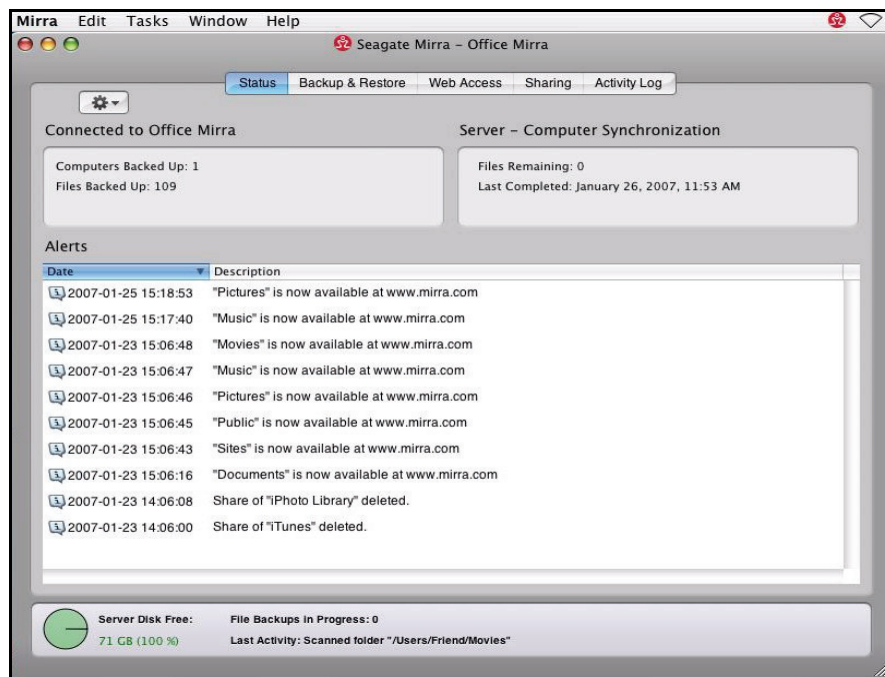 Mirra Edit Tasks Window Help
Seagate Mirra – Office Mirra
Status Backup & Restore Web Access Sharing Activity Log
Connected to Office Mirra
Computers Backed Up: 1
Files Backed Up: 109
Server – Computer Synchronization
Files Remaining: 0
Last Completed: January 26, 2007, 11:53 AM
Alerts
Date Description
2007-01-25 15:18:53 "Pictures" is now available at www.mirra.com
2007-01-25 15:17:40 "Music" is now available at www.mirra.com
2007-01-23 15:06:48 "Movies" is now available at www.mirra.com
2007-01-23 15:06:47 "Music" is now available at www.mirra.com
2007-01-23 15:06:46 "Pictures" is now available at www.mirra.com
2007-01-23 15:06:45 "Public" is now available at www.mirra.com
2007-01-23 15:06:43 "Sites" is now available at www.mirra.com
2007-01-23 15:06:16 "Documents" is now available at www.mirra.com
2007-01-23 14:06:08 Share of "iPhoto Library" deleted.
2007-01-23 14:06:00 Share of "iTunes" deleted.
Server Disk Free:
71 GB (100 %)
File Backups in Progress: 0
Last Activity: Scanned folder "/Users/Friend/Movies"